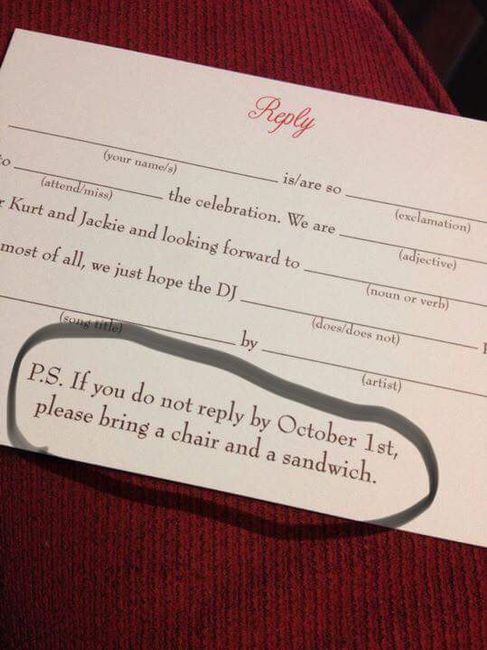 Reply
is/are so
(your name/s) (exclamation)
the celebration. We are
(attend/miss) (adjective)
Kurt and Jackie and looking forward to
(noun or verb)
most of all, we just hope the DJ
(does/does not)
by
(song title) (artist)
P.S. If you do not reply by October 1st,
please bring a chair and a sandwich.